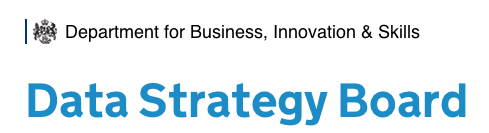 Department for Business, Innovation & Skills
Data Strategy Board